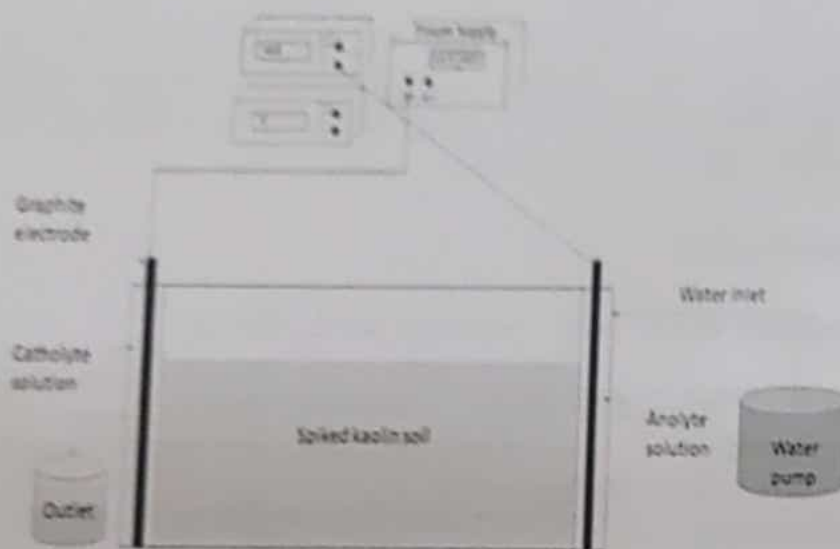 Power Supply
Graphite
electrode
Water inlet
Catholyte
solution
Spiked kaolin soil
Anolyte
solution
Water
pump
Outlet